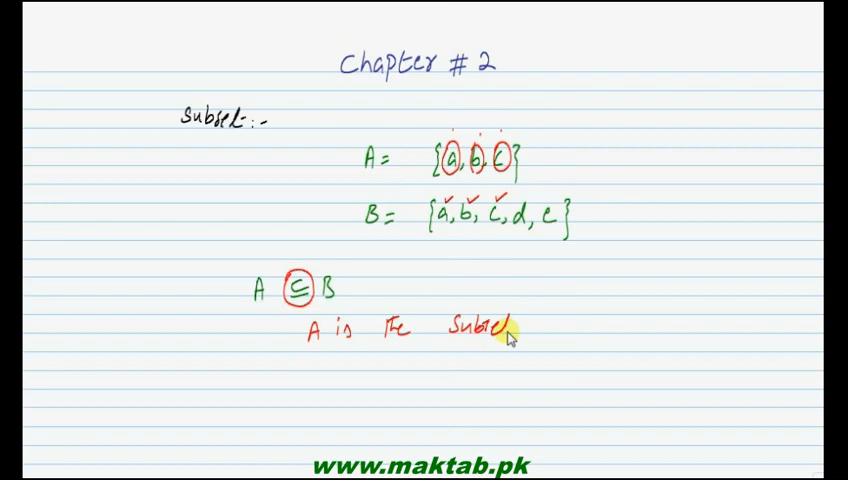 Chapter # 2
Subset:-
A = {a, b, c}
B = {a, b, c, d, e}
A ⊆ B
A is the Subset
www.maktab.pk